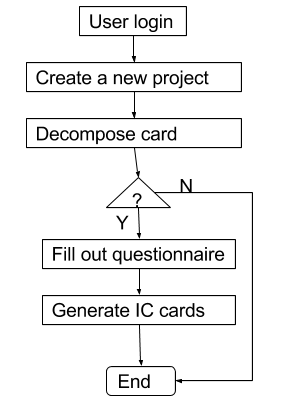 User login
Create a new project
Decompose card
?
N
Y
Fill out questionnaire
Generate IC cards
End